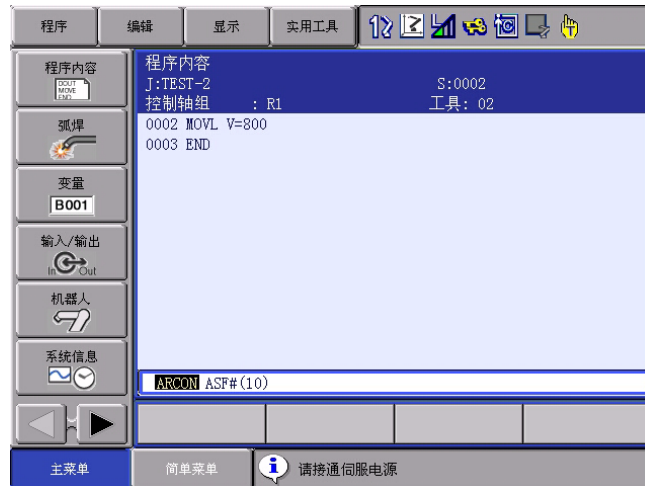 程序 编辑 显示 实用工具
程序内容
DOUT
MOVE
END
弧焊
变量
B001
输入/输出
In Out
机器人
系统信息
程序内容
J:TEST-2 S:0002
控制轴组 : R1 工具: 02
0002 MOVL V=800
0003 END
ARCON ASF#(10)
主菜单 简单菜单 请接通伺服电源